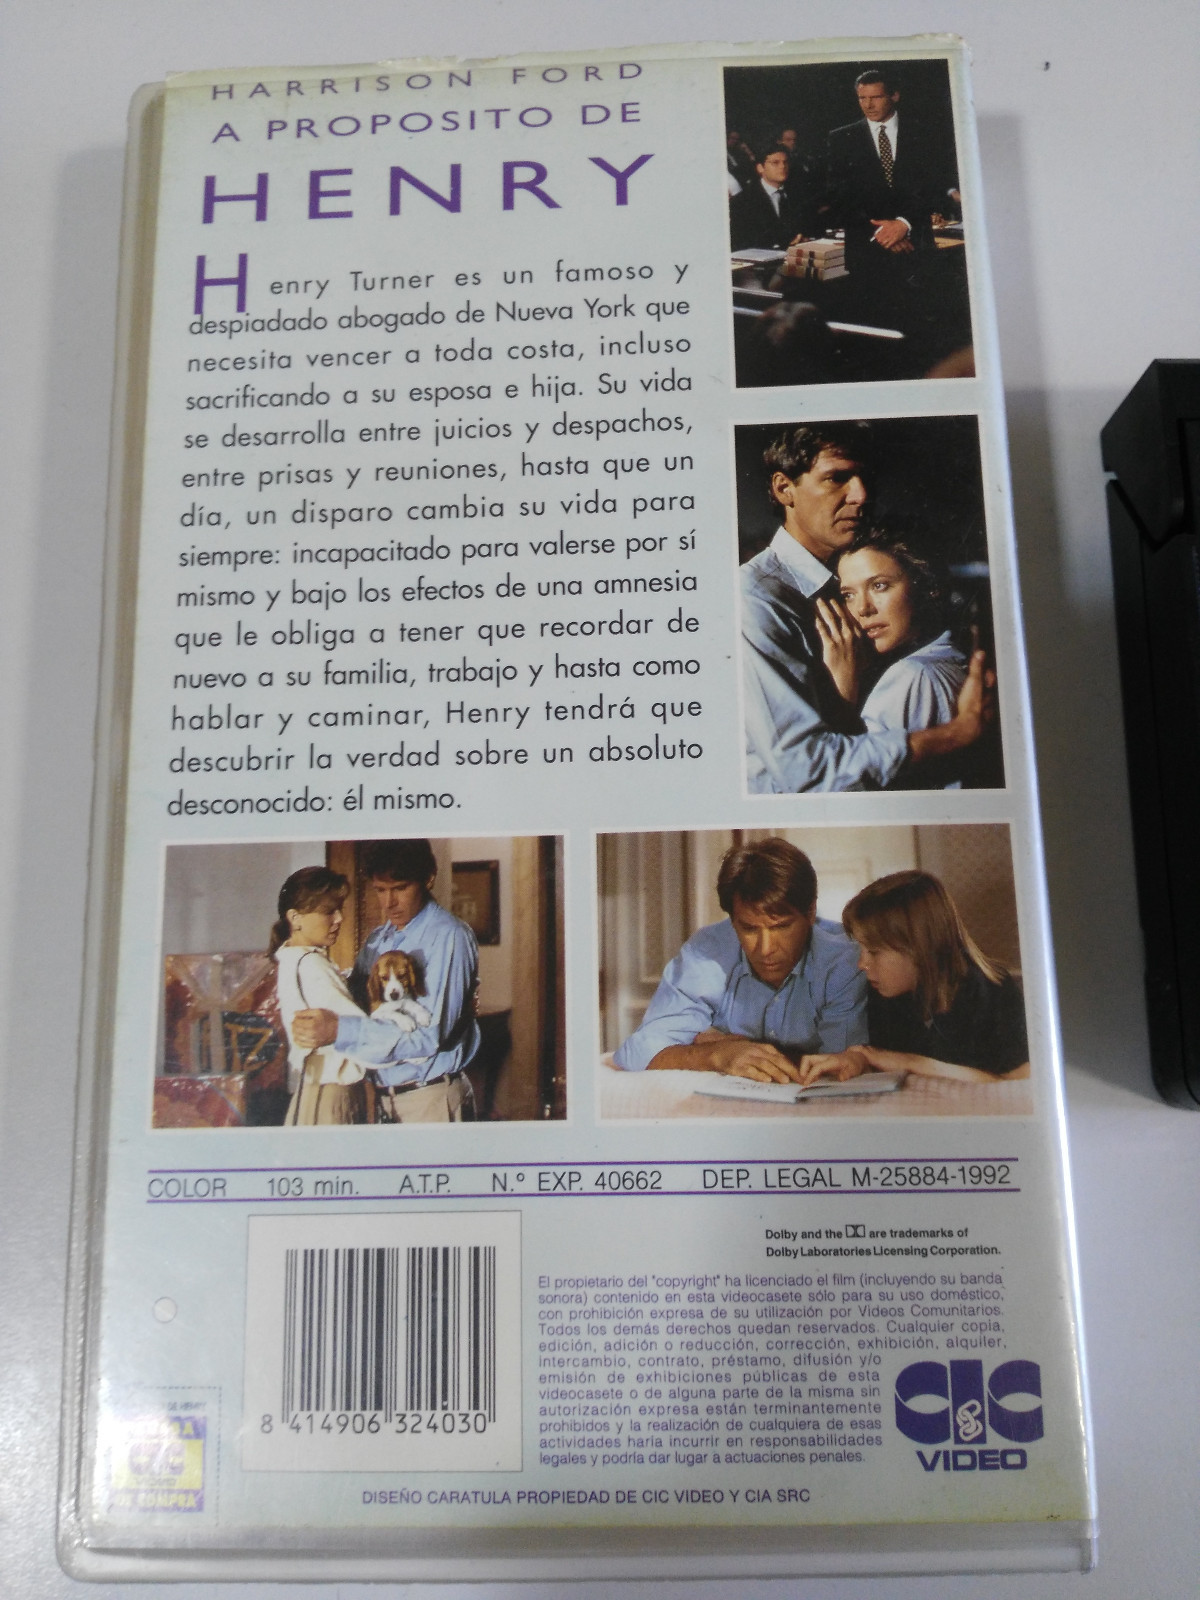 HARRISON FORD
A PROPOSITO DE
HENRY
Henry Turner es un famoso y
despiadado abogado de Nueva York que
necesita vencer a toda costa, incluso
sacrificando a su esposa e hija. Su vida
se desarrolla entre juicios y despachos,
entre prisas y reuniones, hasta que un
día, un disparo cambia su vida para
siempre: incapacitado para valerse por sí
mismo y bajo los efectos de una amnesia
que le obliga a tener que recordar de
nuevo a su familia, trabajo y hasta como
hablar y caminar, Henry tendrá que
descubrir la verdad sobre un absoluto
desconocido: él mismo.
COLOR 103 min. A.T.P. N.º EXP. 40662 DEP. LEGAL M-25884-1992
Dolby and the are trademarks of
Dolby Laboratories Licensing Corporation.
El propietario del "copyright" ha licenciado el film (incluyendo su banda
sonora) contenido en esta videocasete sólo para su uso doméstico,
con prohibición expresa de su utilización por Videos Comunitarios.
Todos los demás derechos quedan reservados. Cualquier copia,
edición, adición o reducción, corrección, exhibición, alquiler,
intercambio, contrato, préstamo, difusión y/o
emisión de exhibiciones públicas de esta
videocasete o de alguna parte de la misma sin
autorización expresa están terminantemente
prohibidos y la realización de cualquiera de esas
actividades haria incurrir en responsabilidades
legales y podría dar lugar a actuaciones penales.
8 414906 324030
CIC
VIDEO
DE HENRY
CIC
DE COMPRA
DISEÑO CARATULA PROPIEDAD DE CIC VIDEO Y CIA SRC